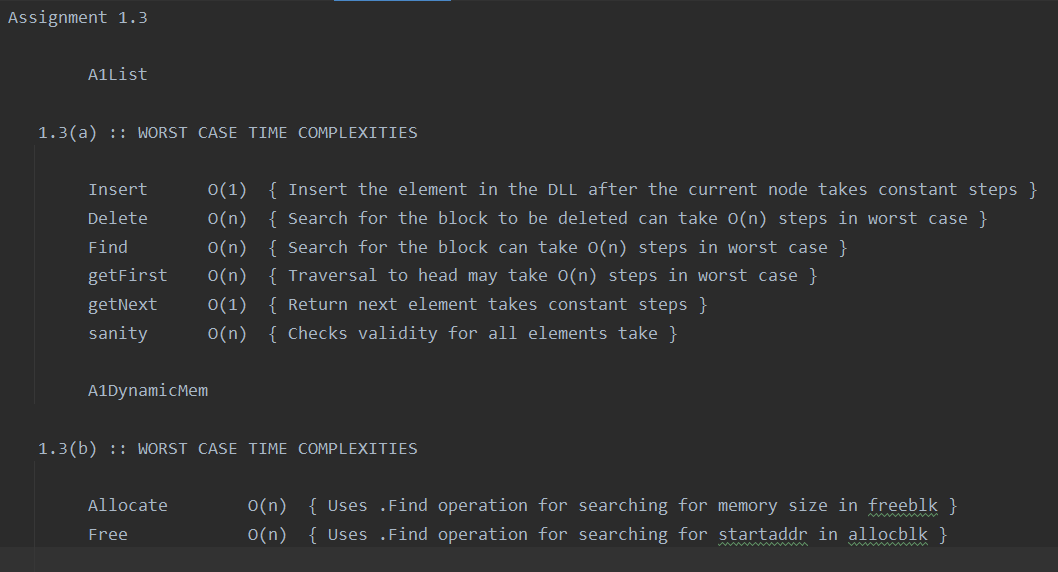 Assignment 1.3
A1List
1.3(a) :: WORST CASE TIME COMPLEXITIES
Insert O(1) { Insert the element in the DLL after the current node takes constant steps }
Delete O(n) { Search for the block to be deleted can take O(n) steps in worst case }
Find O(n) { Search for the block can take O(n) steps in worst case }
getFirst O(n) { Traversal to head may take O(n) steps in worst case }
getNext O(1) { Return next element takes constant steps }
sanity O(n) { Checks validity for all elements take }
A1DynamicMem
1.3(b) :: WORST CASE TIME COMPLEXITIES
Allocate O(n) { Uses .Find operation for searching for memory size in freeblk }
Free O(n) { Uses .Find operation for searching for startaddr in allocblk }